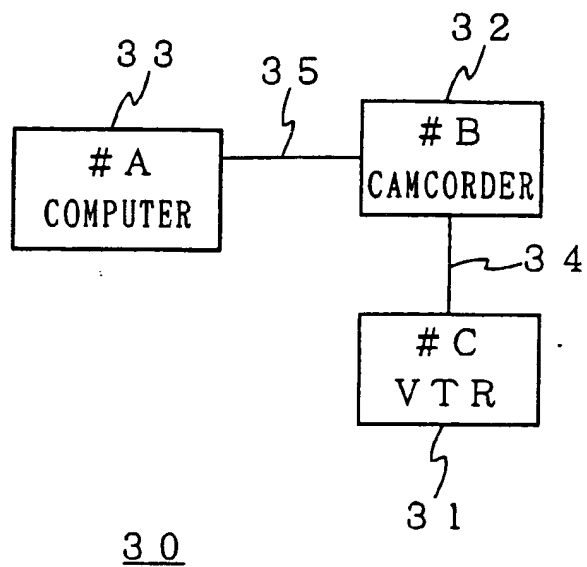 33
35
32
# A
COMPUTER
# B
CAMCORDER
34
# C
VTR
31
30